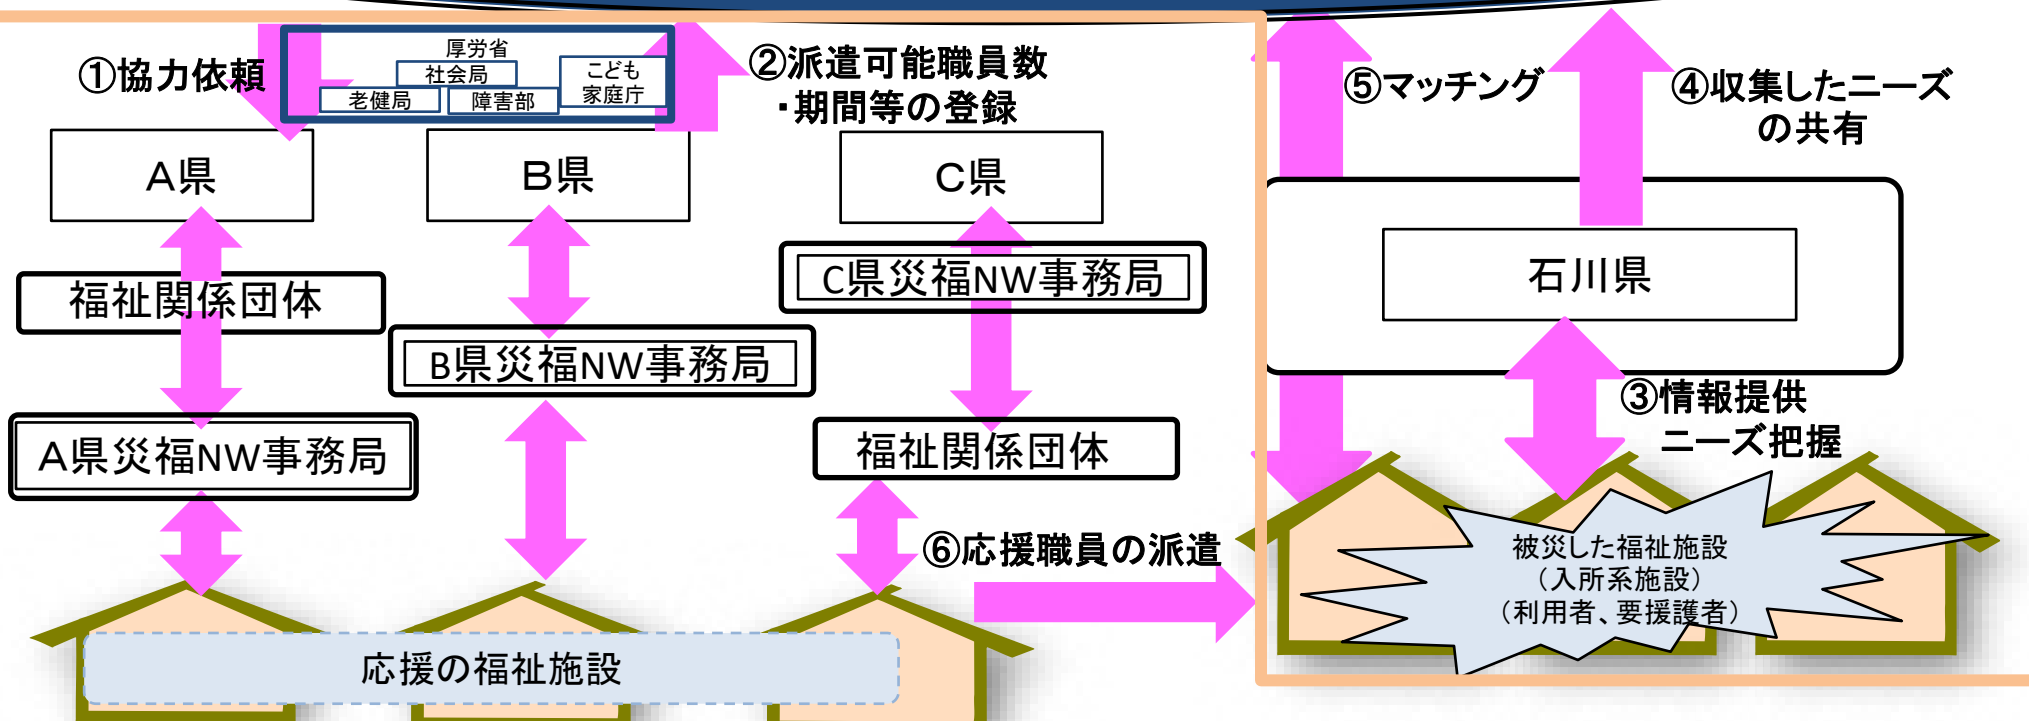 ①協力依頼
厚労省
社会局
老健局
障害部
こども
家庭庁
②派遣可能職員数
・期間等の登録
⑤マッチング
④収集したニーズ
の共有
A県
B県
C県
石川県
福祉関係団体
C県災福NW事務局
B県災福NW事務局
A県災福NW事務局
福祉関係団体
③情報提供
ニーズ把握
⑥応援職員の派遣
被災した福祉施設
（入所系施設）
（利用者、要援護者）
応援の福祉施設